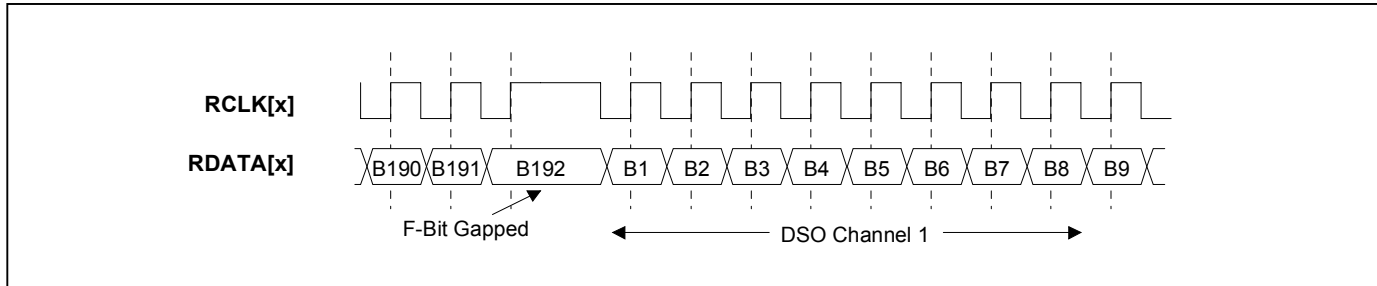 RCLK[x]
RDATA[x]
B190 B191 B192 B1 B2 B3 B4 B5 B6 B7 B8 B9
F-Bit Gapped
DSO Channel 1